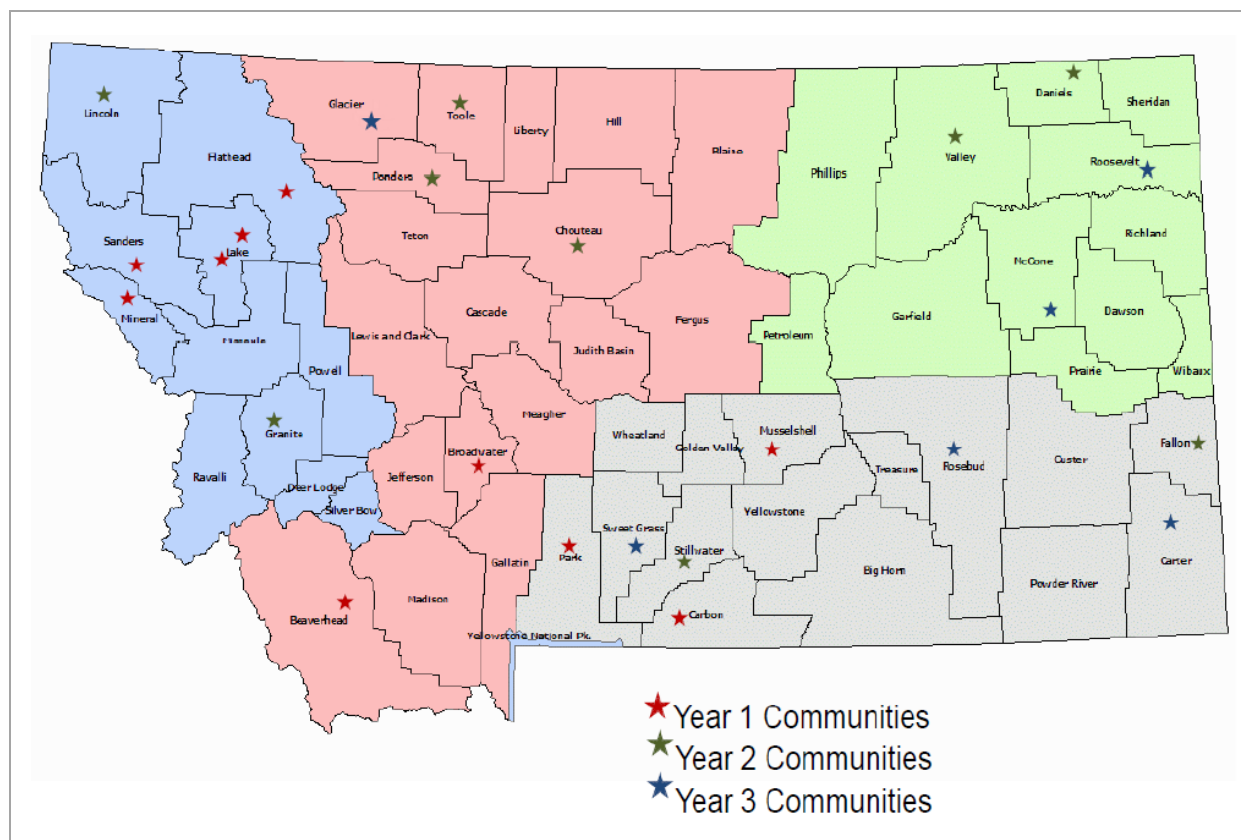 Lincoln
Flathead
Glacier
Toole
Liberty
Hill
Blaine
Phillips
Valley
Daniels
Sheridan
Roosevelt
Pondera
Teton
Chouteau
Sanders
Lake
Mineral
Missoula
Powell
Lewis and Clark
Cascade
Judith Basin
Fergus
Petroleum
Garfield
McCone
Richland
Dawson
Prairie
Wibaux
Granite
Ravalli
Deer Lodge
Silver Bow
Jefferson
Broadwater
Meagher
Wheatland
Golden Valley
Musselshell
Treasure
Rosebud
Custer
Fallon
Beaverhead
Madison
Gallatin
Park
Sweet Grass
Stillwater
Yellowstone
Carbon
Big Horn
Powder River
Carter
Yellowstone National Pk.
Year 1 Communities
Year 2 Communities
Year 3 Communities